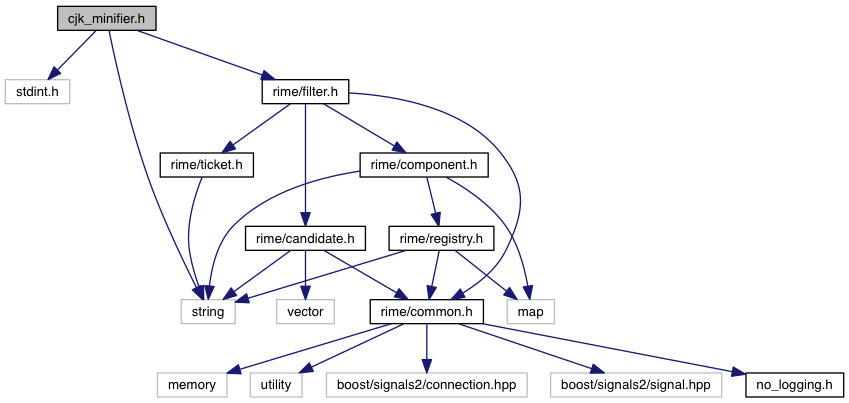 cjk_minifier.h
stdint.h
rime/filter.h
rime/ticket.h
rime/component.h
rime/candidate.h
rime/registry.h
string
vector
rime/common.h
map
memory
utility
boost/signals2/connection.hpp
boost/signals2/signal.hpp
no_logging.h